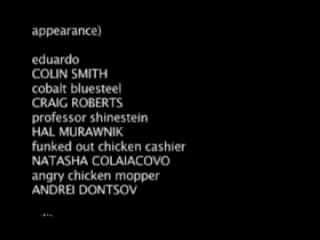 appearance)
eduardo
COLIN SMITH
cobalt bluesteel
CRAIG ROBERTS
professor shinestein
HAL MURAWNIK
funked out chicken cashier
NATASHA COLAIACOVO
angry chicken mopper
ANDREI DONTSOV